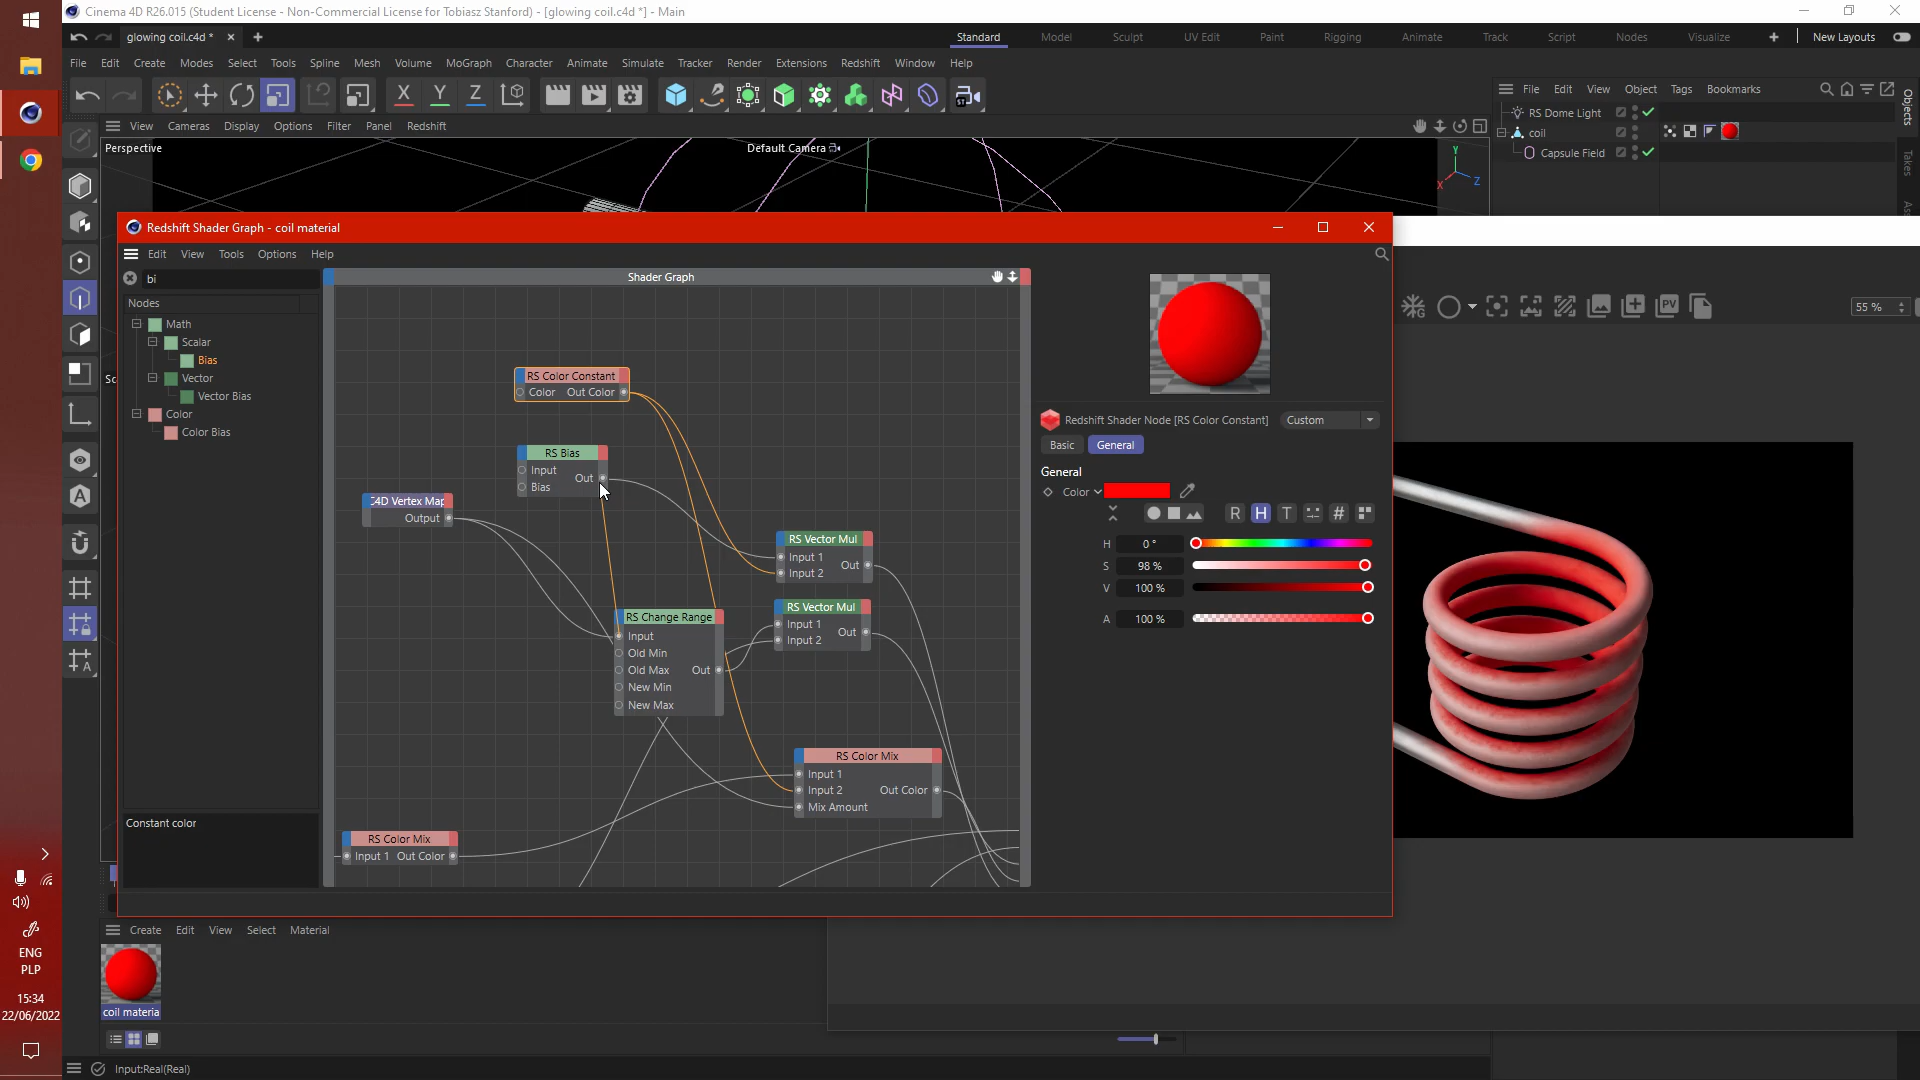 Cinema 4D R26.015 (Student License - Non-Commercial License for Tobiasz Stanford) - [glowing coil.c4d *] - Main
glowing coil.c4d *
Standard Model Sculpt UV Edit Paint Rigging Animate Track Script Nodes Visualize New Layouts
File Edit Create Modes Select Tools Spline Mesh Volume MoGraph Character Animate Simulate Tracker Render Extensions Redshift Window Help
X Y Z
File Edit View Object Tags Bookmarks
Objects
Takes
RS Dome Light
coil
Capsule Field
View Cameras Display Options Filter Panel Redshift
Perspective
Default Camera
Y
X
Z
Redshift Shader Graph - coil material
Edit View Tools Options Help
bi
Shader Graph
Nodes
Math
Scalar
Bias
Vector
Vector Bias
Color
Color Bias
Constant color
RS Color Constant
Color Out Color
RS Bias
Input
Out
Bias
C4D Vertex Map
Output
RS Vector Mul
Input 1
Out
Input 2
RS Vector Mul
Input 1
Out
Input 2
RS Change Range
Input
Old Min
Old Max Out
New Min
New Max
RS Color Mix
Input 1
Input 2 Out Color
Mix Amount
RS Color Mix
Input 1 Out Color
Redshift Shader Node [RS Color Constant] Custom
Basic General
General
Color
R H T #
H 0 °
S 98 %
V 100 %
A 100 %
55 %
Create Edit View Select Material
coil materia
Input:Real(Real)
ENG
PLP
15:34
22/06/2022